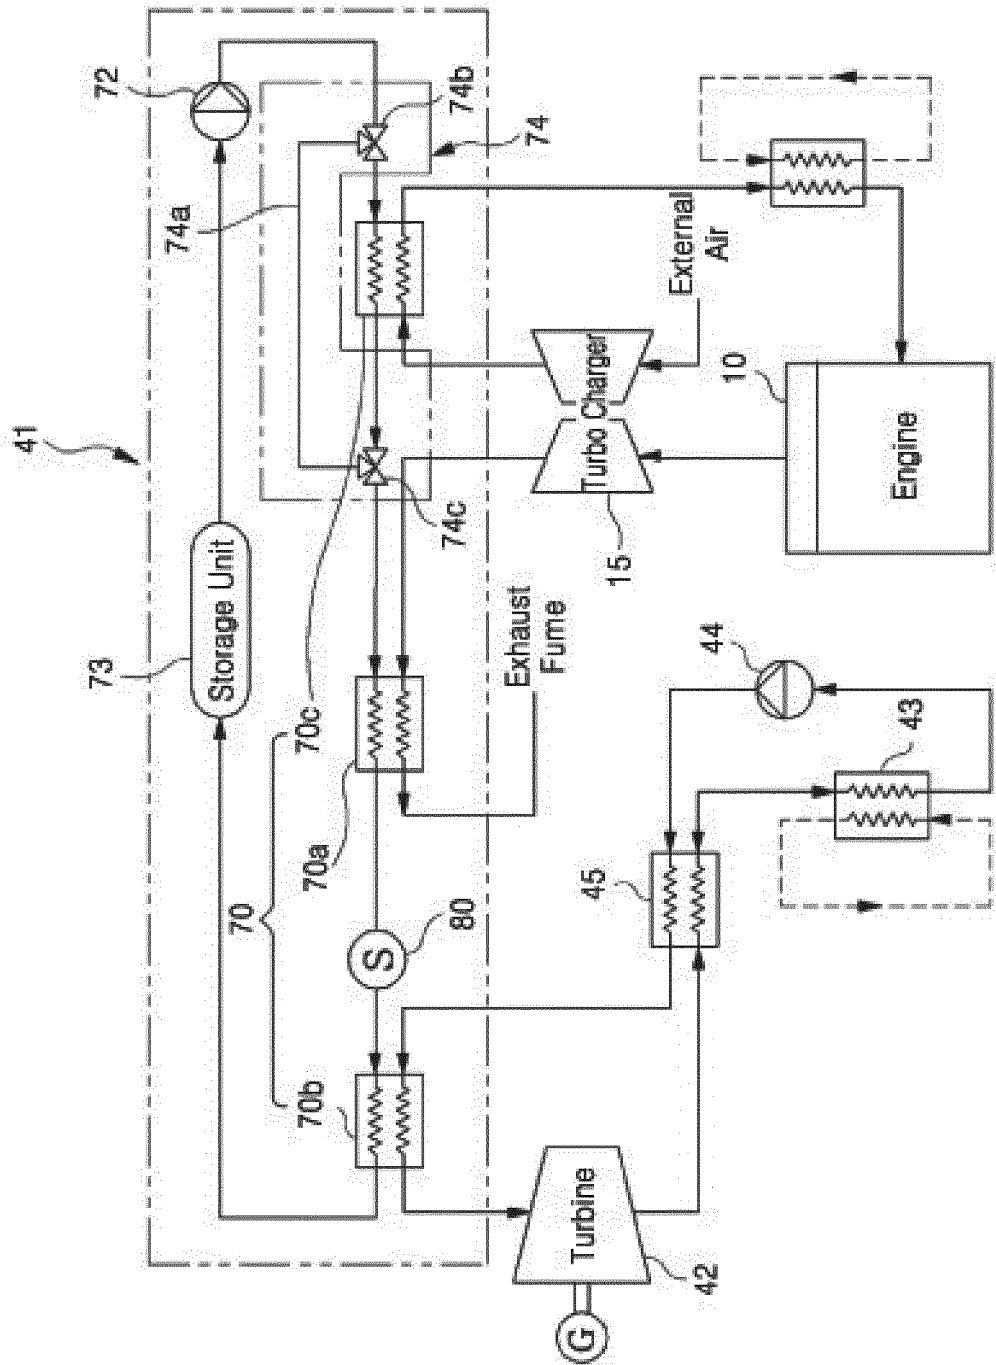 41
73
Storage Unit
72
70
74a
70b
80
70a
70c
74c
74b
74
Exhaust
Fume
Turbine
42
G
S
45
44
43
15
Turbo Charger
External
Air
10
Engine